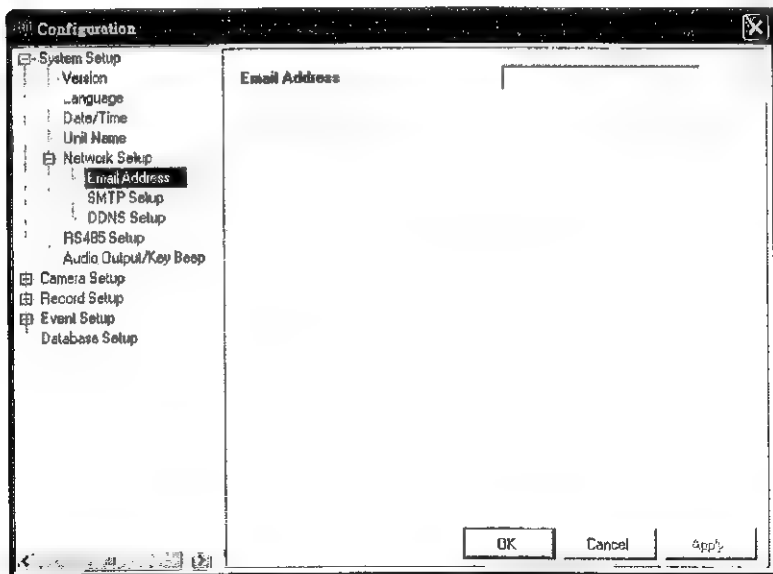 Configuration
System Setup
Version
Language
Date/Time
Unit Name
Network Setup
Email Address
SMTP Setup
DDNS Setup
RS485 Setup
Audio Output/Key Beep
Camera Setup
Record Setup
Event Setup
Database Setup
Email Address
OK Cancel Apply